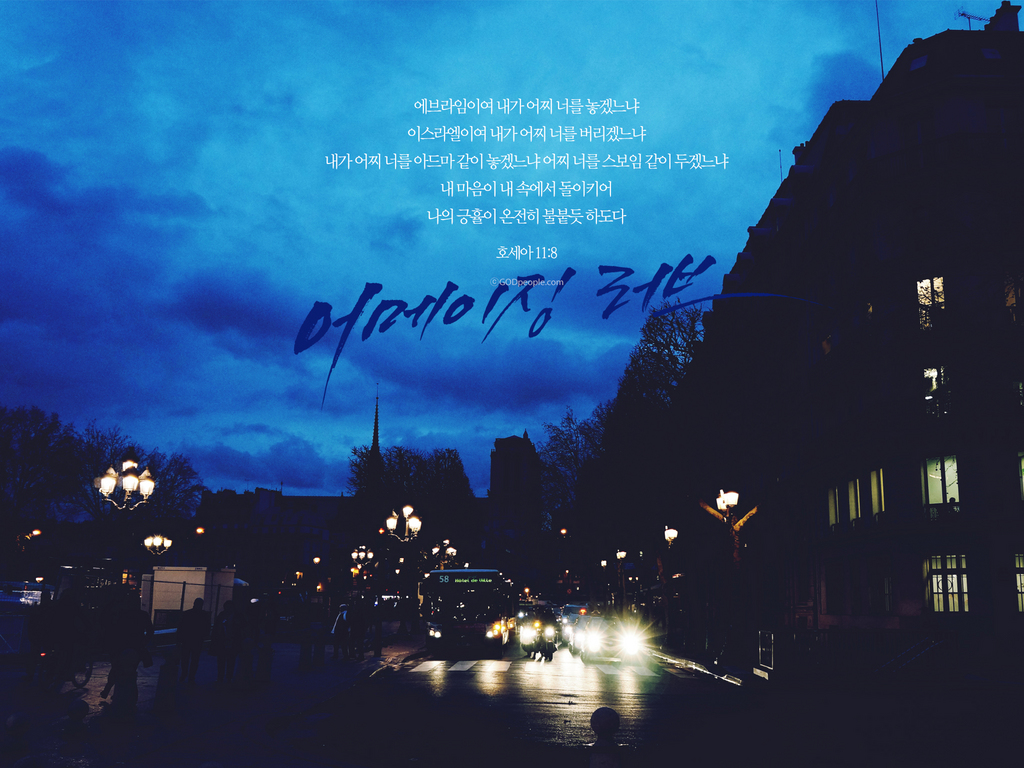 에브라임이여 내가 어찌 너를 놓겠느냐
이스라엘이여 내가 어찌 너를 버리겠느냐
내가 어찌 너를 아드마 같이 놓겠느냐 어찌 너를 스보임 같이 두겠느냐
내 마음이 내 속에서 돌이키어
나의 긍휼이 온전히 불붙듯 하도다
호세아 11:8
ⓒ GODpeople.com
어메이징 러브
58 Hôtel de Ville